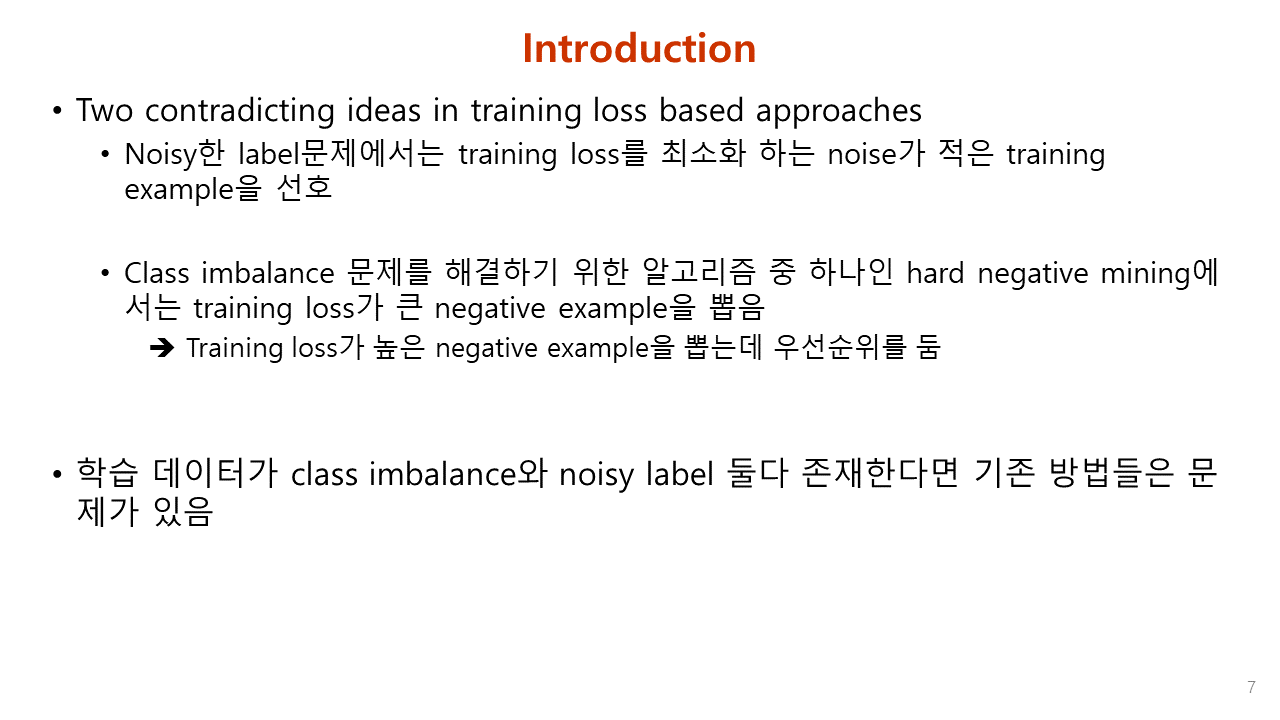 Introduction
• Two contradicting ideas in training loss based approaches
• Noisy한 label문제에서는 training loss를 최소화 하는 noise가 적은 training
example을 선호
• Class imbalance 문제를 해결하기 위한 알고리즘 중 하나인 hard negative mining에
서는 training loss가 큰 negative example을 뽑음
➔ Training loss가 높은 negative example을 뽑는데 우선순위를 둠
• 학습 데이터가 class imbalance와 noisy label 둘다 존재한다면 기존 방법들은 문
제가 있음
7